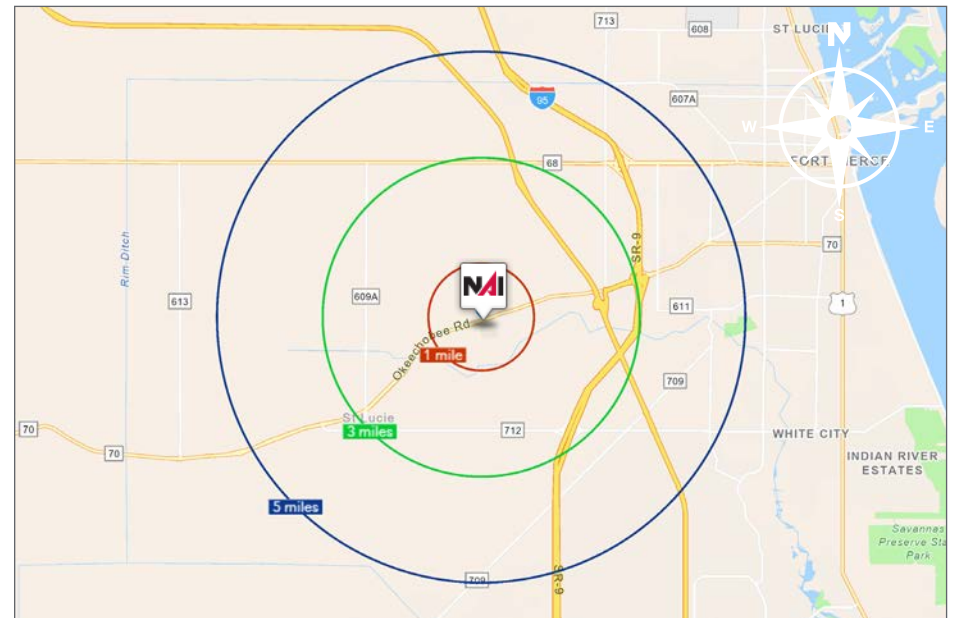 713
608
ST LUCIE
N
95
607A
W
E
68
FORT PIERCE
S
Rim Ditch
SR-9
70
613
609A
NAI
611
1
Okeechobee Rd
1 mile
709
St Lucie
3 miles
70
712
WHITE CITY
70
INDIAN RIVER
ESTATES
5 miles
Savannas
Preserve Sta
Park
709
SR-9